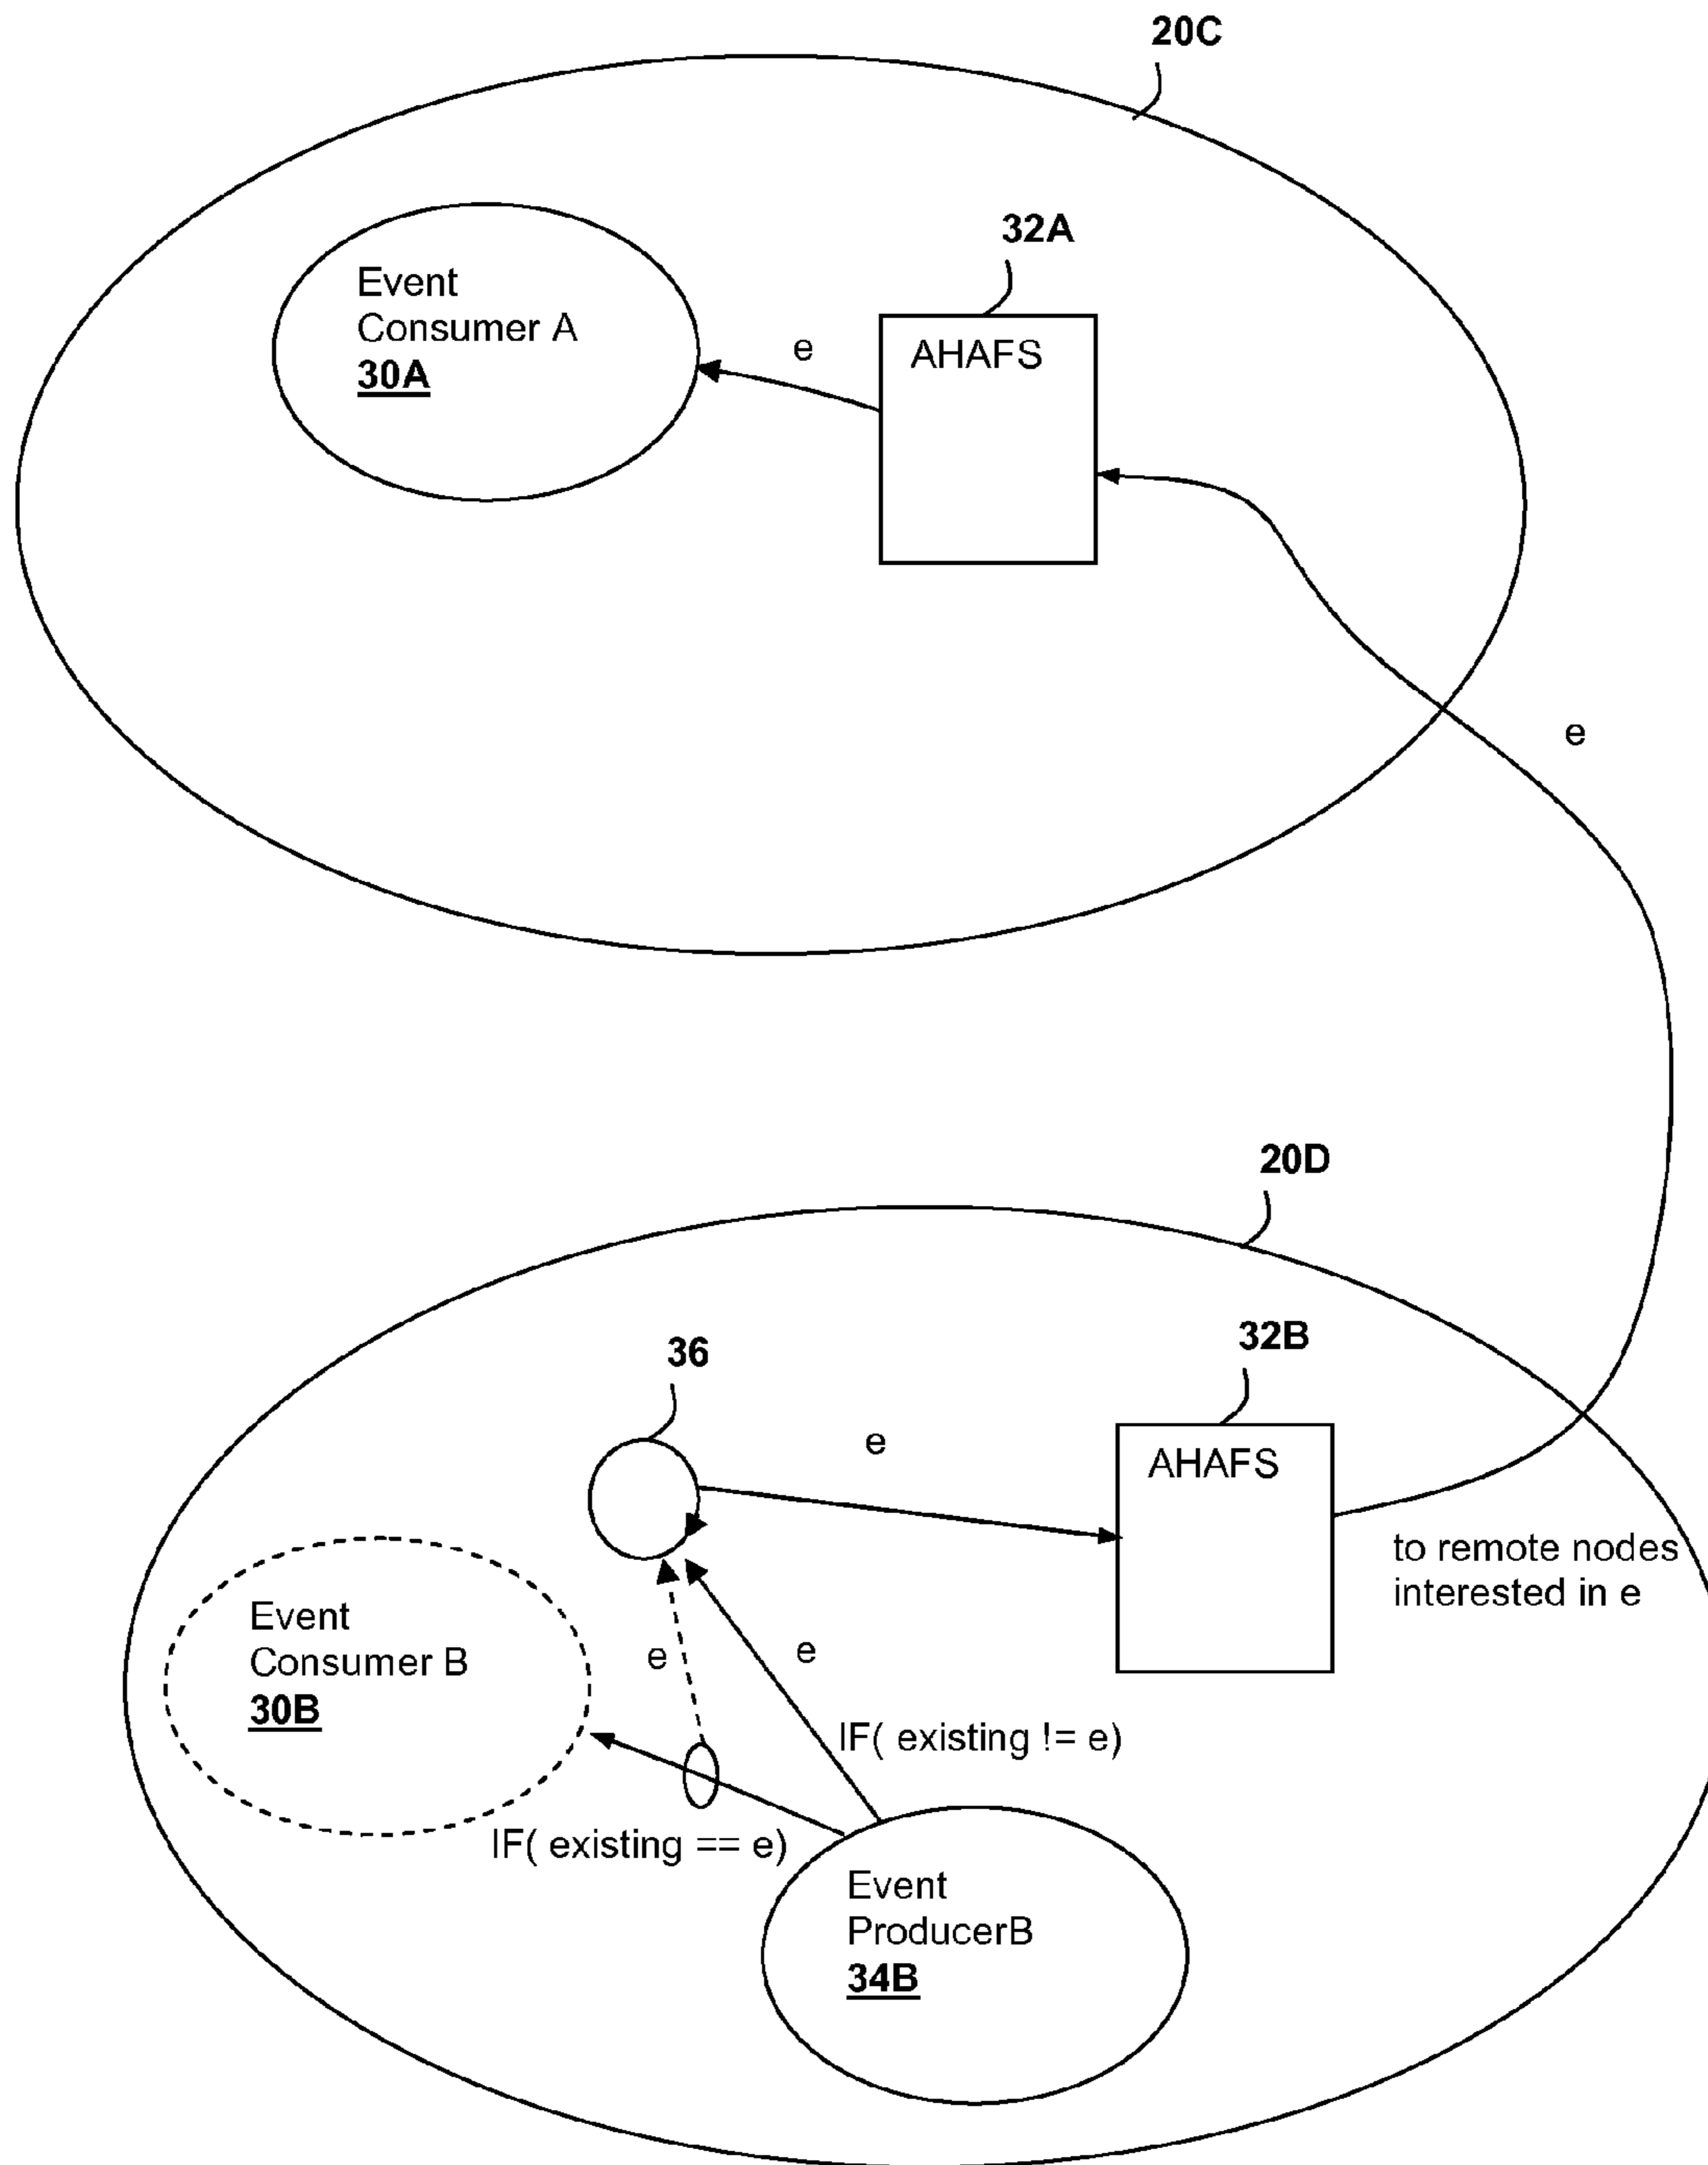 20C
32A
Event
Consumer A
30A
e
AHAFS
e
20D
32B
36
e
AHAFS
to remote nodes
interested in e
Event
Consumer B
30B
e
e
IF( existing != e)
IF( existing == e)
Event
ProducerB
34B